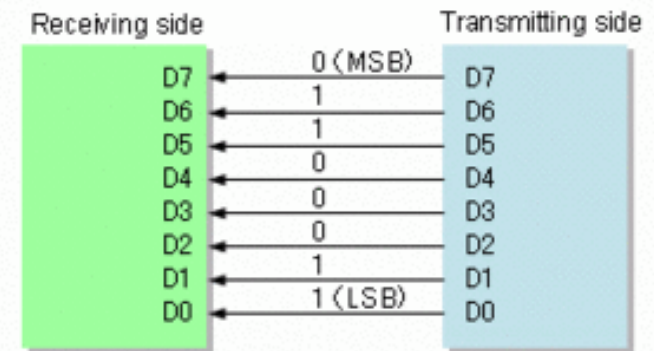 Receiving side Transmitting side
D7 0 (MSB) D7
D6 1 D6
D5 1 D5
D4 0 D4
D3 0 D3
D2 0 D2
D1 1 D1
D0 1 (LSB) D0